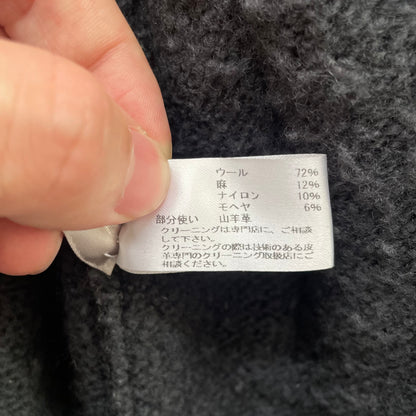 ウール 72%
麻 12%
ナイロン 10%
モヘヤ 6%
部分使い 山羊革
クリーニングは専門店に、ご相談
して下さい。
クリーニングの際は技術のある皮
革専門のクリーニング取扱店にご
相談ください。